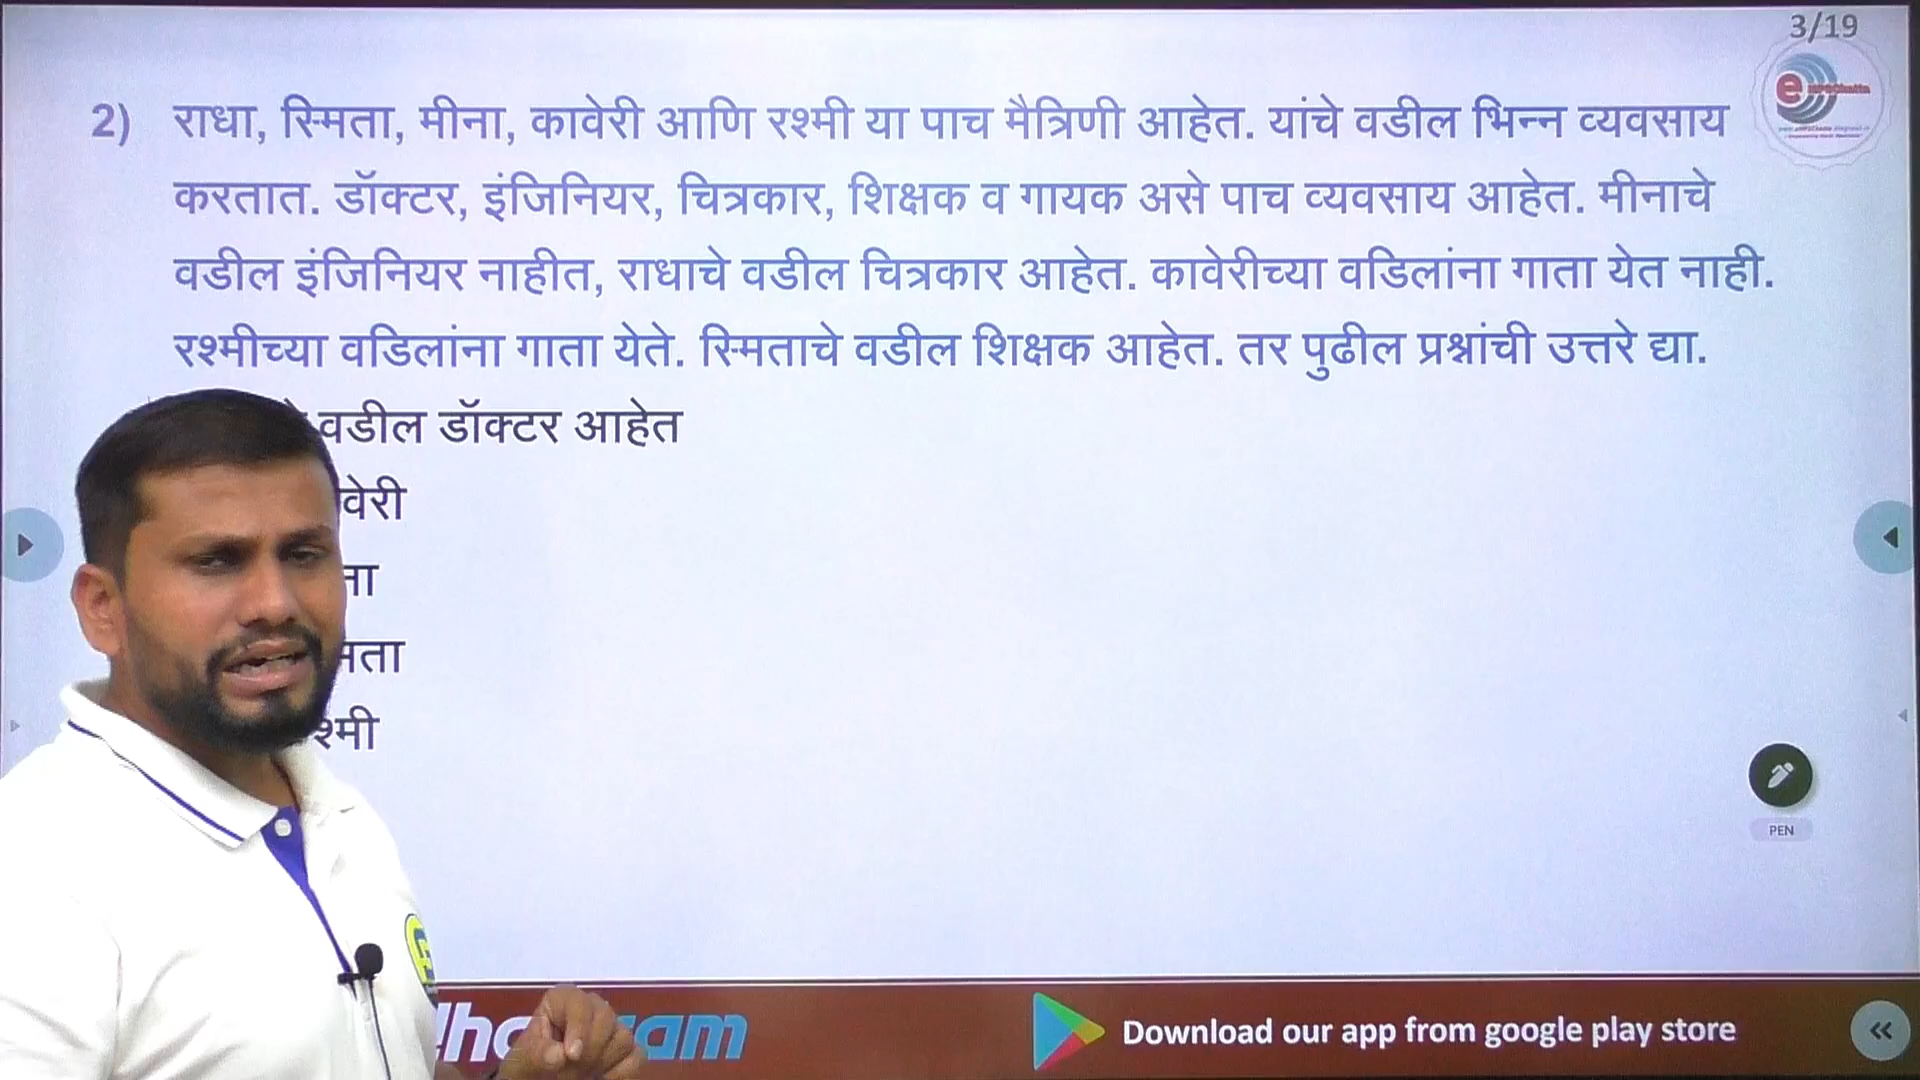 3/19
2) राधा, स्मिता, मीना, कावेरी आणि रश्मी या पाच मैत्रिणी आहेत. यांचे वडील भिन्न व्यवसाय
करतात. डॉक्टर, इंजिनियर, चित्रकार, शिक्षक व गायक असे पाच व्यवसाय आहेत. मीनाचे
वडील इंजिनियर नाहीत, राधाचे वडील चित्रकार आहेत. कावेरीच्या वडिलांना गाता येत नाही.
रश्मीच्या वडिलांना गाता येते. स्मिताचे वडील शिक्षक आहेत. तर पुढील प्रश्नांची उत्तरे द्या.
वडील डॉक्टर आहेत
वेरी
ना
मता
श्मी
PEN
Download our app from google play store